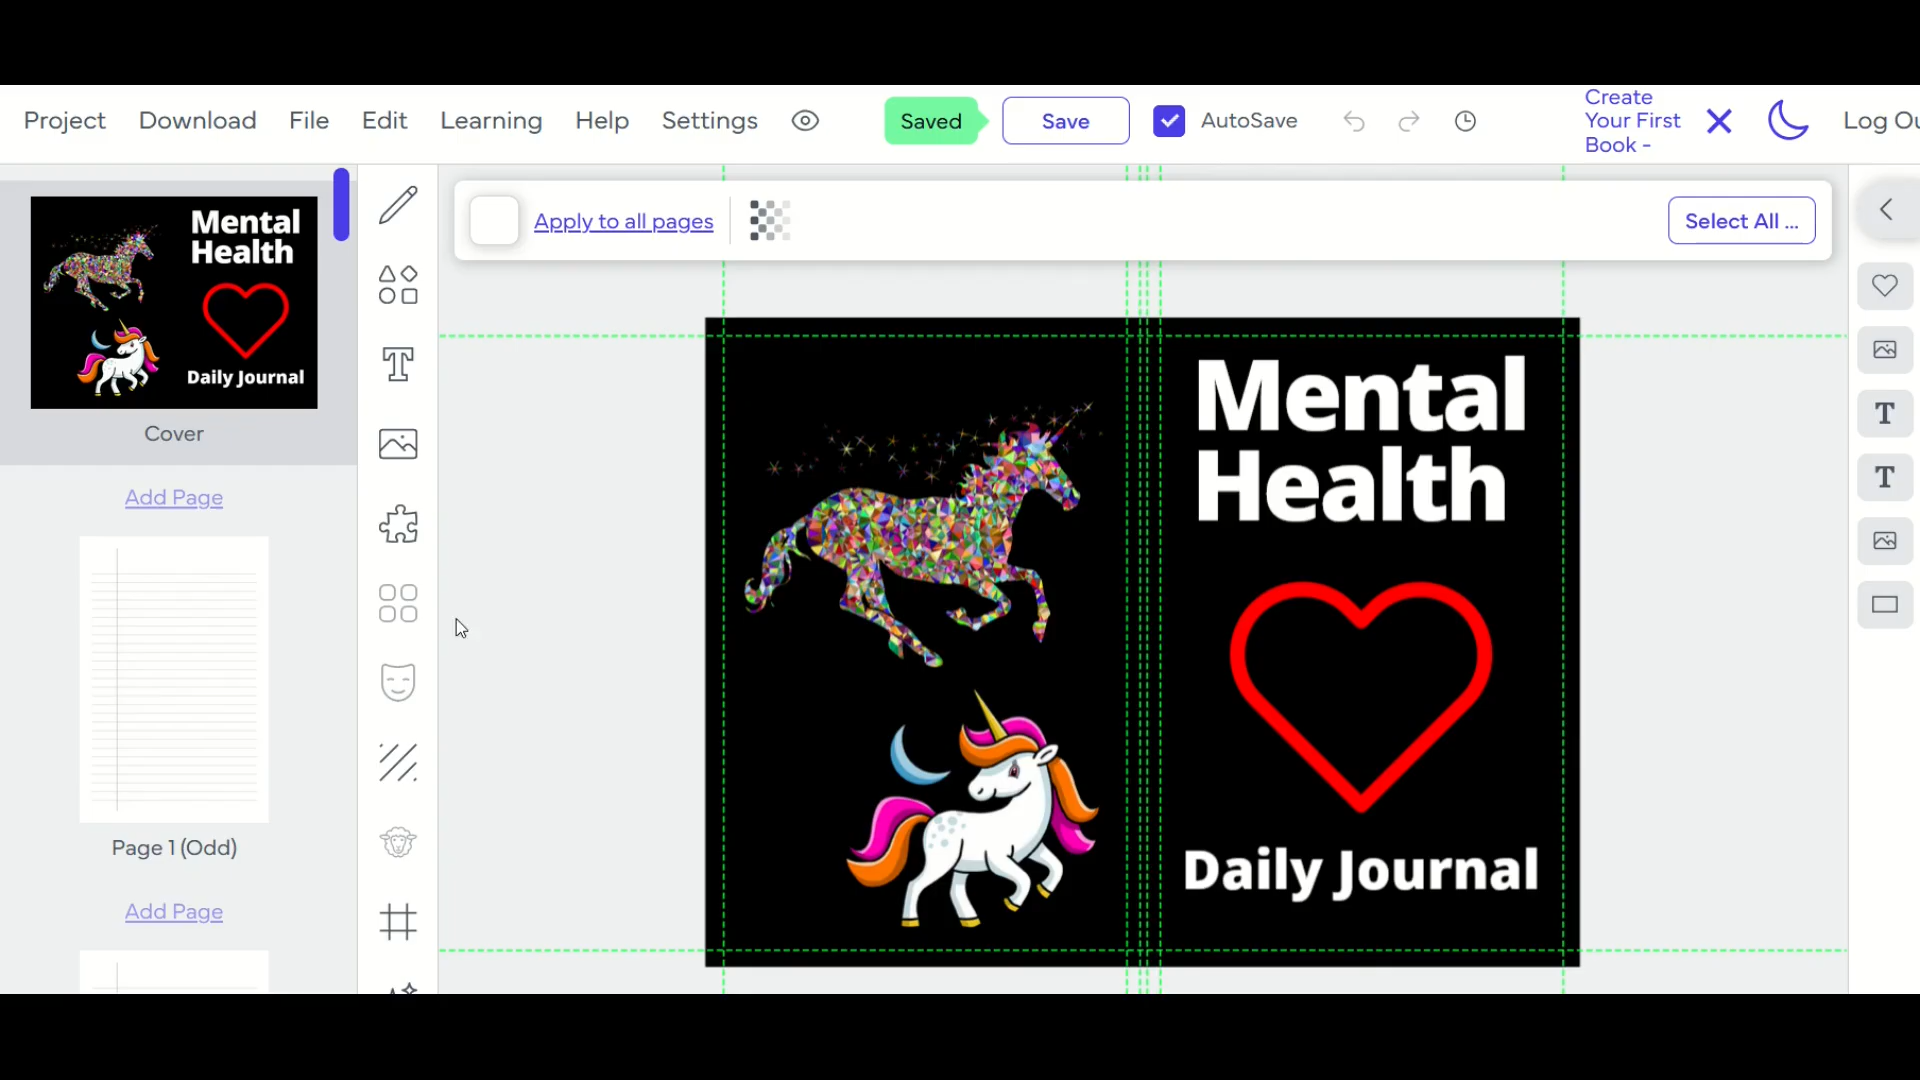 Project Download File Edit Learning Help Settings Saved Save AutoSave
Create
Your First
Book -
Log Ou
Apply to all pages
Select All ...
Mental
Health
Daily Journal
Cover
Add Page
Page 1 (Odd)
Add Page
Mental
Health
Daily Journal
T
T